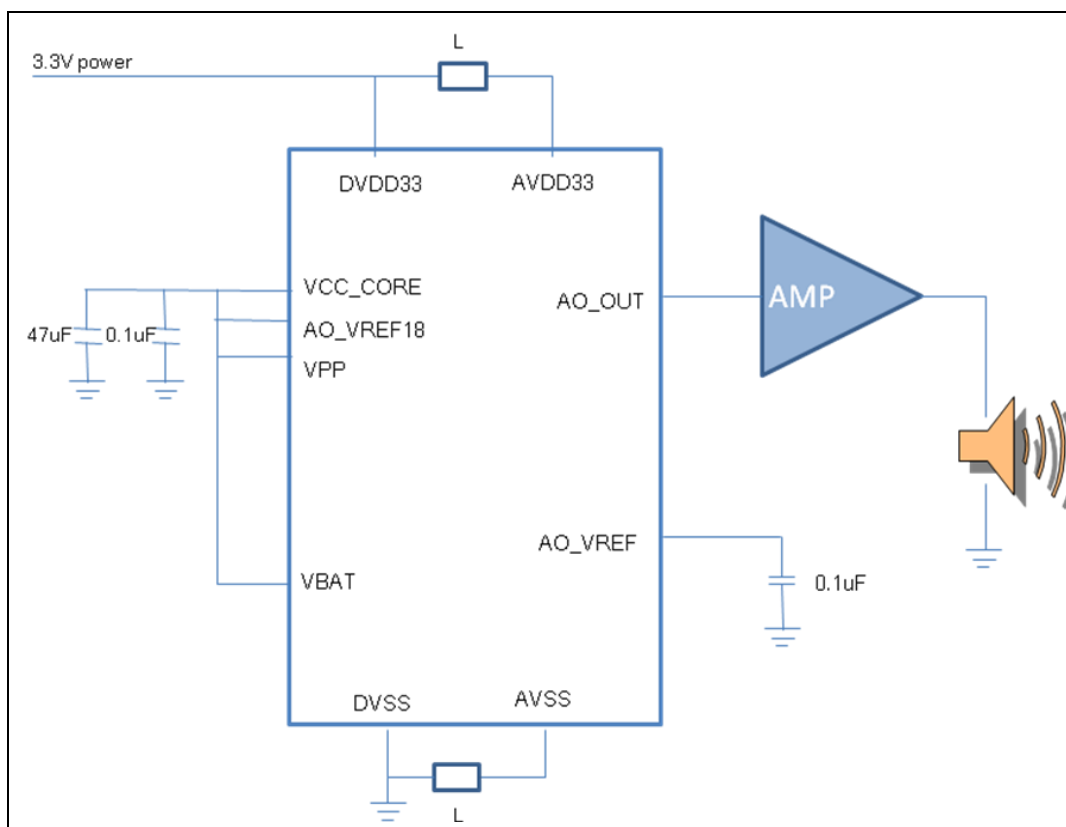 L
3.3V power
DVDD33
AVDD33
VCC_CORE
AO_OUT
AMP
47uF
0.1uF
AO_VREF18
VPP
AO_VREF
VBAT
0.1uF
DVSS
AVSS
L